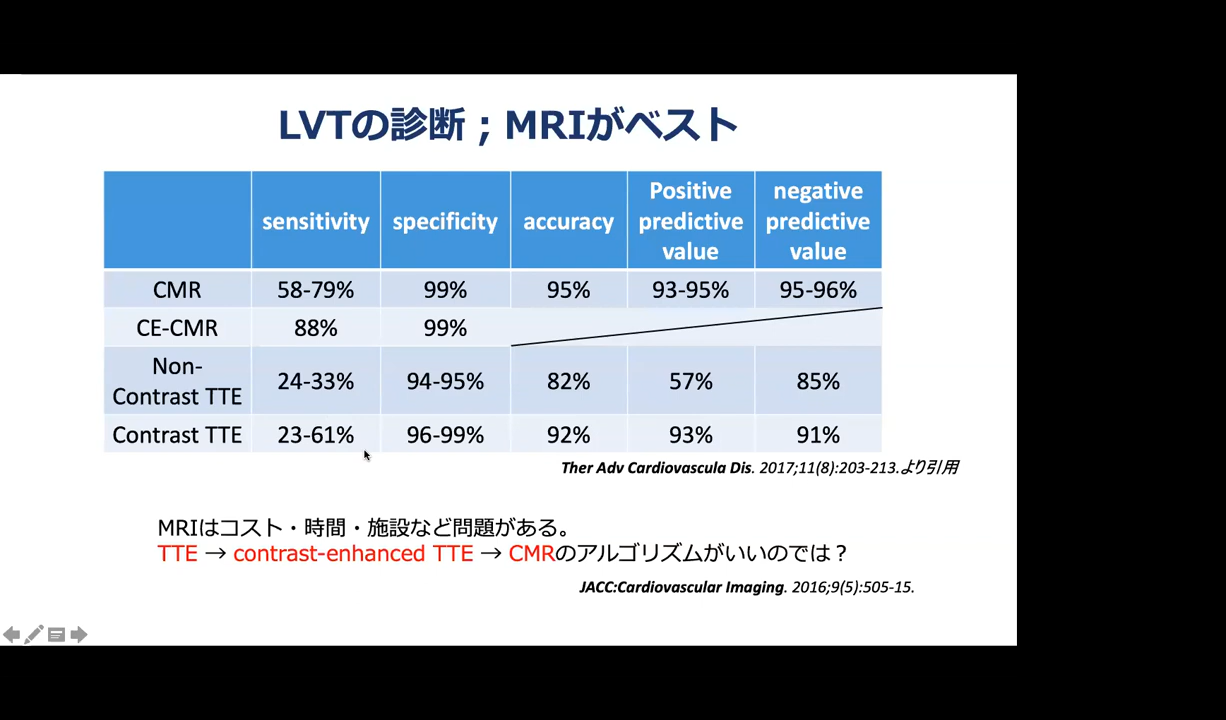 LVTの診断；MRIがベスト
sensitivity specificity accuracy Positive predictive value negative predictive value
CMR 58-79% 99% 95% 93-95% 95-96%
CE-CMR 88% 99%
Non-Contrast TTE 24-33% 94-95% 82% 57% 85%
Contrast TTE 23-61% 96-99% 92% 93% 91%
Ther Adv Cardiovascula Dis. 2017;11(8):203-213.より引用
MRIはコスト・時間・施設など問題がある。
TTE → contrast-enhanced TTE → CMRのアルゴリズムがいいのでは？
JACC:Cardiovascular Imaging. 2016;9(5):505-15.